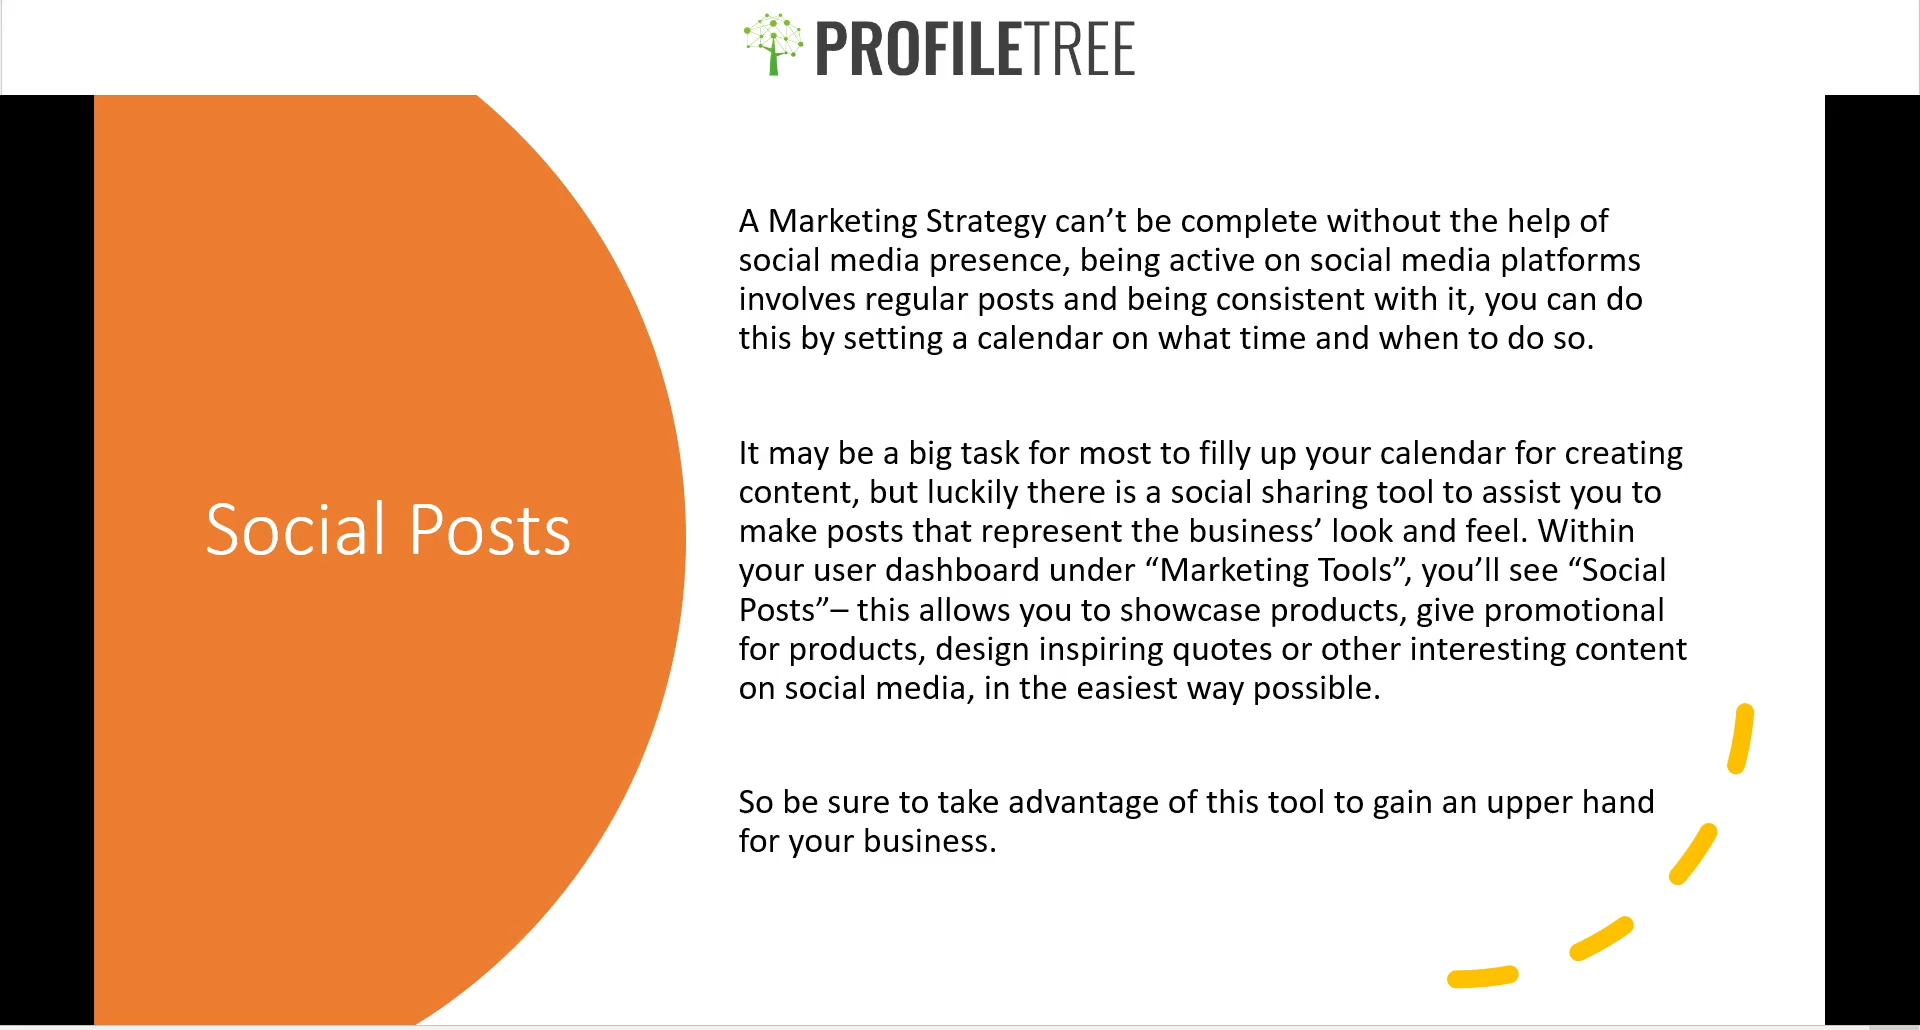 PROFILETREE
Social Posts
A Marketing Strategy can’t be complete without the help of
social media presence, being active on social media platforms
involves regular posts and being consistent with it, you can do
this by setting a calendar on what time and when to do so.
It may be a big task for most to filly up your calendar for creating
content, but luckily there is a social sharing tool to assist you to
make posts that represent the business’ look and feel. Within
your user dashboard under “Marketing Tools”, you’ll see “Social
Posts”– this allows you to showcase products, give promotional
for products, design inspiring quotes or other interesting content
on social media, in the easiest way possible.
So be sure to take advantage of this tool to gain an upper hand
for your business.